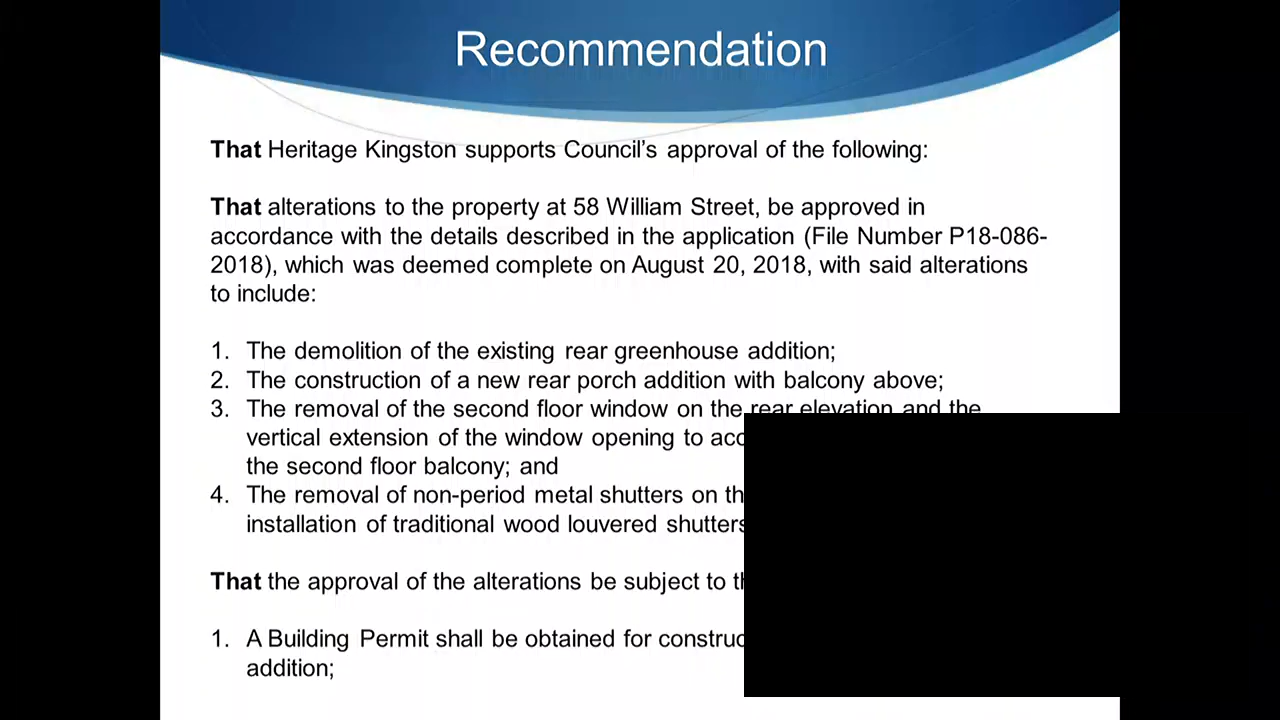 Recommendation
That Heritage Kingston supports Council's approval of the following:
That alterations to the property at 58 William Street, be approved in
accordance with the details described in the application (File Number P18-086-
2018), which was deemed complete on August 20, 2018, with said alterations
to include:
1. The demolition of the existing rear greenhouse addition;
2. The construction of a new rear porch addition with balcony above;
3. The removal of the second floor window on the rear elevation and the
vertical extension of the window opening to
the second floor balcony; and
4. The removal of non-period metal shutters on
installation of traditional wood louvered shutters
That the approval of the alterations be subject to
1. A Building Permit shall be obtained for
addition;